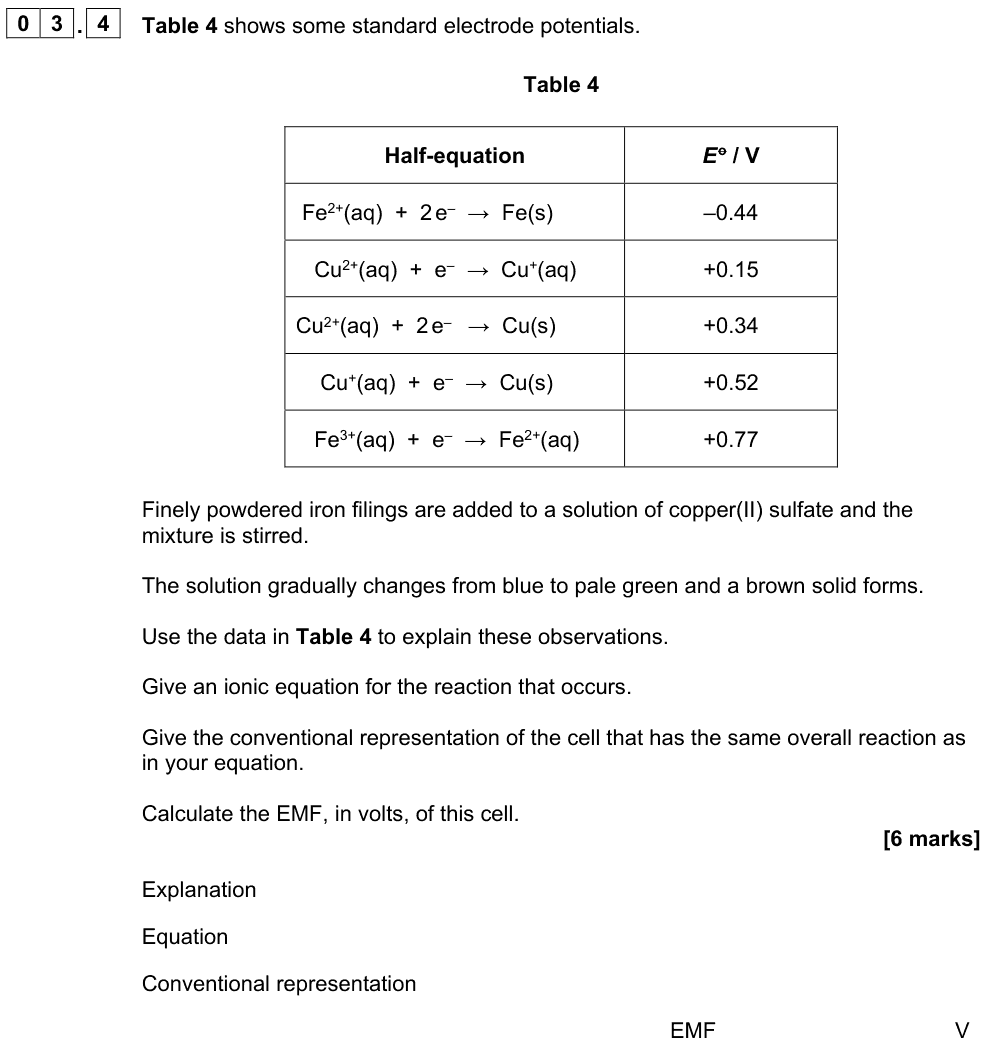 0 3 . 4 Table 4 shows some standard electrode potentials.
Table 4
Half-equation E⦵ / V
Fe²⁺(aq) + 2 e⁻ → Fe(s) –0.44
Cu²⁺(aq) + e⁻ → Cu⁺(aq) +0.15
Cu²⁺(aq) + 2 e⁻ → Cu(s) +0.34
Cu⁺(aq) + e⁻ → Cu(s) +0.52
Fe³⁺(aq) + e⁻ → Fe²⁺(aq) +0.77
Finely powdered iron filings are added to a solution of copper(II) sulfate and the
mixture is stirred.
The solution gradually changes from blue to pale green and a brown solid forms.
Use the data in Table 4 to explain these observations.
Give an ionic equation for the reaction that occurs.
Give the conventional representation of the cell that has the same overall reaction as
in your equation.
Calculate the EMF, in volts, of this cell.
[6 marks]
Explanation
Equation
Conventional representation
EMF V